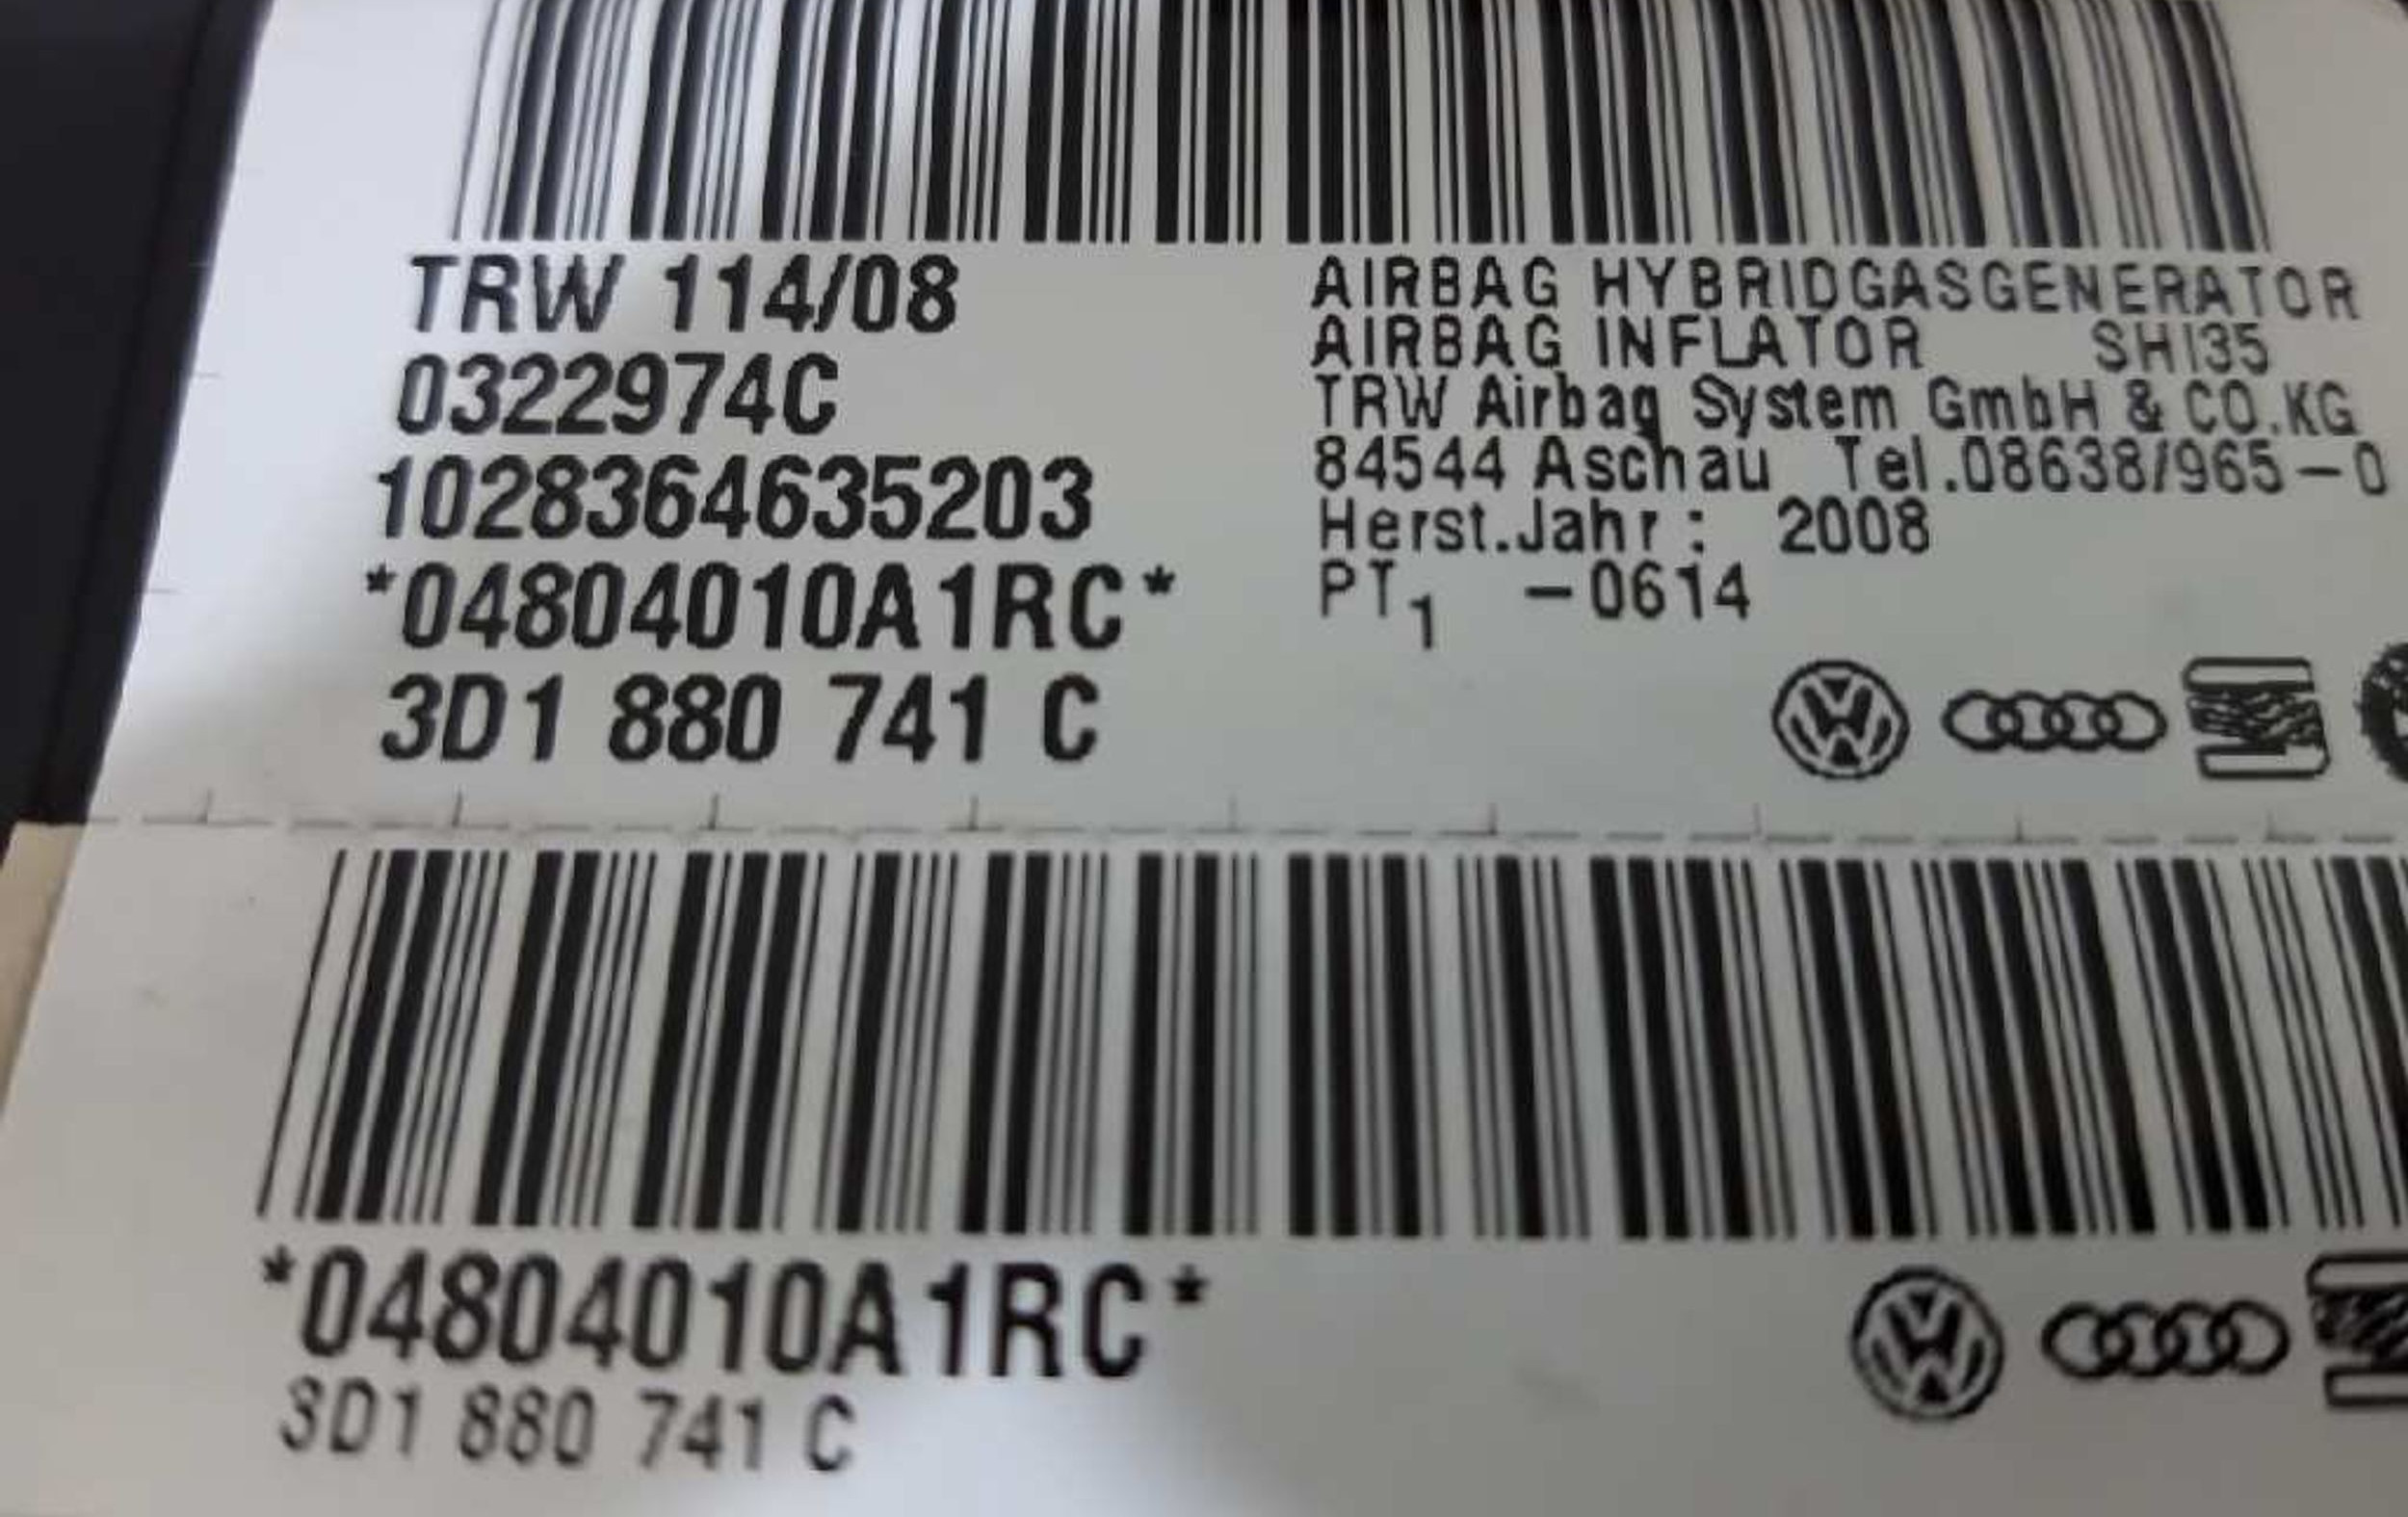 TRW 114/08
0322974C
1028364635203
*04804010A1RC*
3D1 880 741 C
AIRBAG HYBRIDGASGENERATOR
AIRBAG INFLATOR SHI35
TRW Airbag System GmbH & CO.KG
84544 Aschau Tel.08638/965-0
Herst.Jahr: 2008
PT1 -0614
*04804010A1RC*
3D1 880 741 C